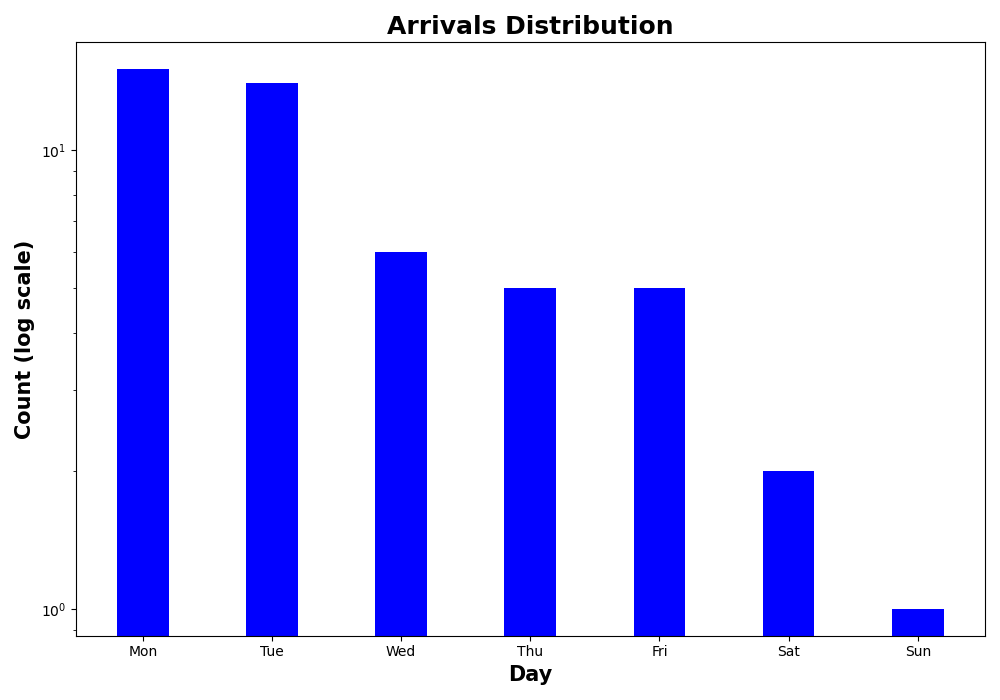 Arrivals Distribution
Count (log scale)
10¹
10⁰
Mon Tue Wed Thu Fri Sat Sun
Day